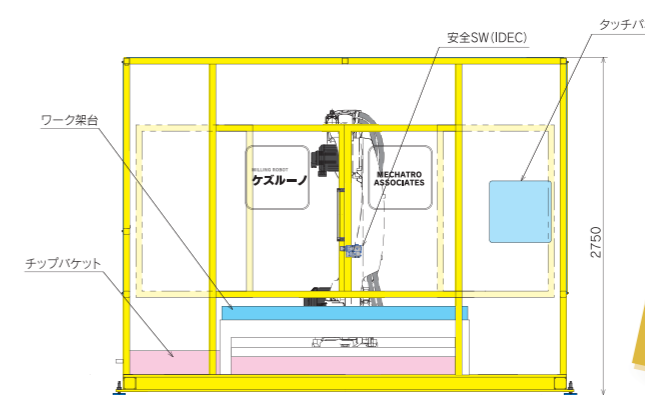 タッチパ
安全SW(IDEC)
ワーク架台
MILLING ROBOT
ケズルーノ
MECHATRO
ASSOCIATES
2750
チップバケット